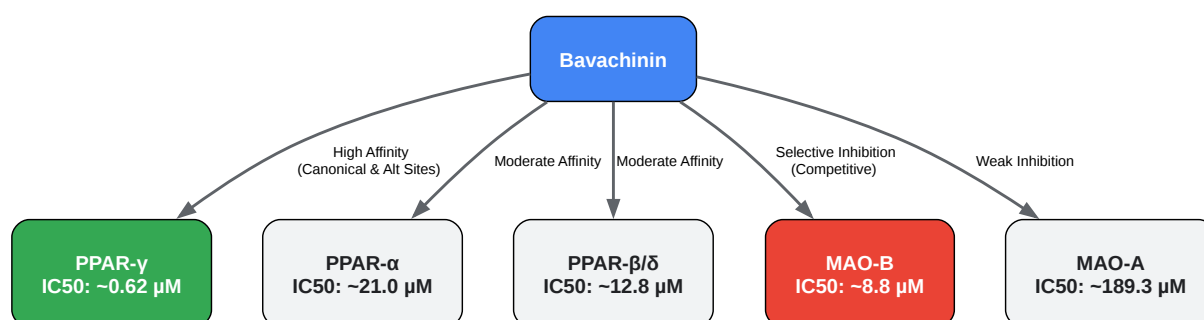 Bavachinin
High Affinity
(Canonical & Alt Sites)
Moderate Affinity
Moderate Affinity
Selective Inhibition
(Competitive)
Weak Inhibition
PPAR-γ
IC50: ~0.62 µM
PPAR-α
IC50: ~21.0 µM
PPAR-β/δ
IC50: ~12.8 µM
MAO-B
IC50: ~8.8 µM
MAO-A
IC50: ~189.3 µM